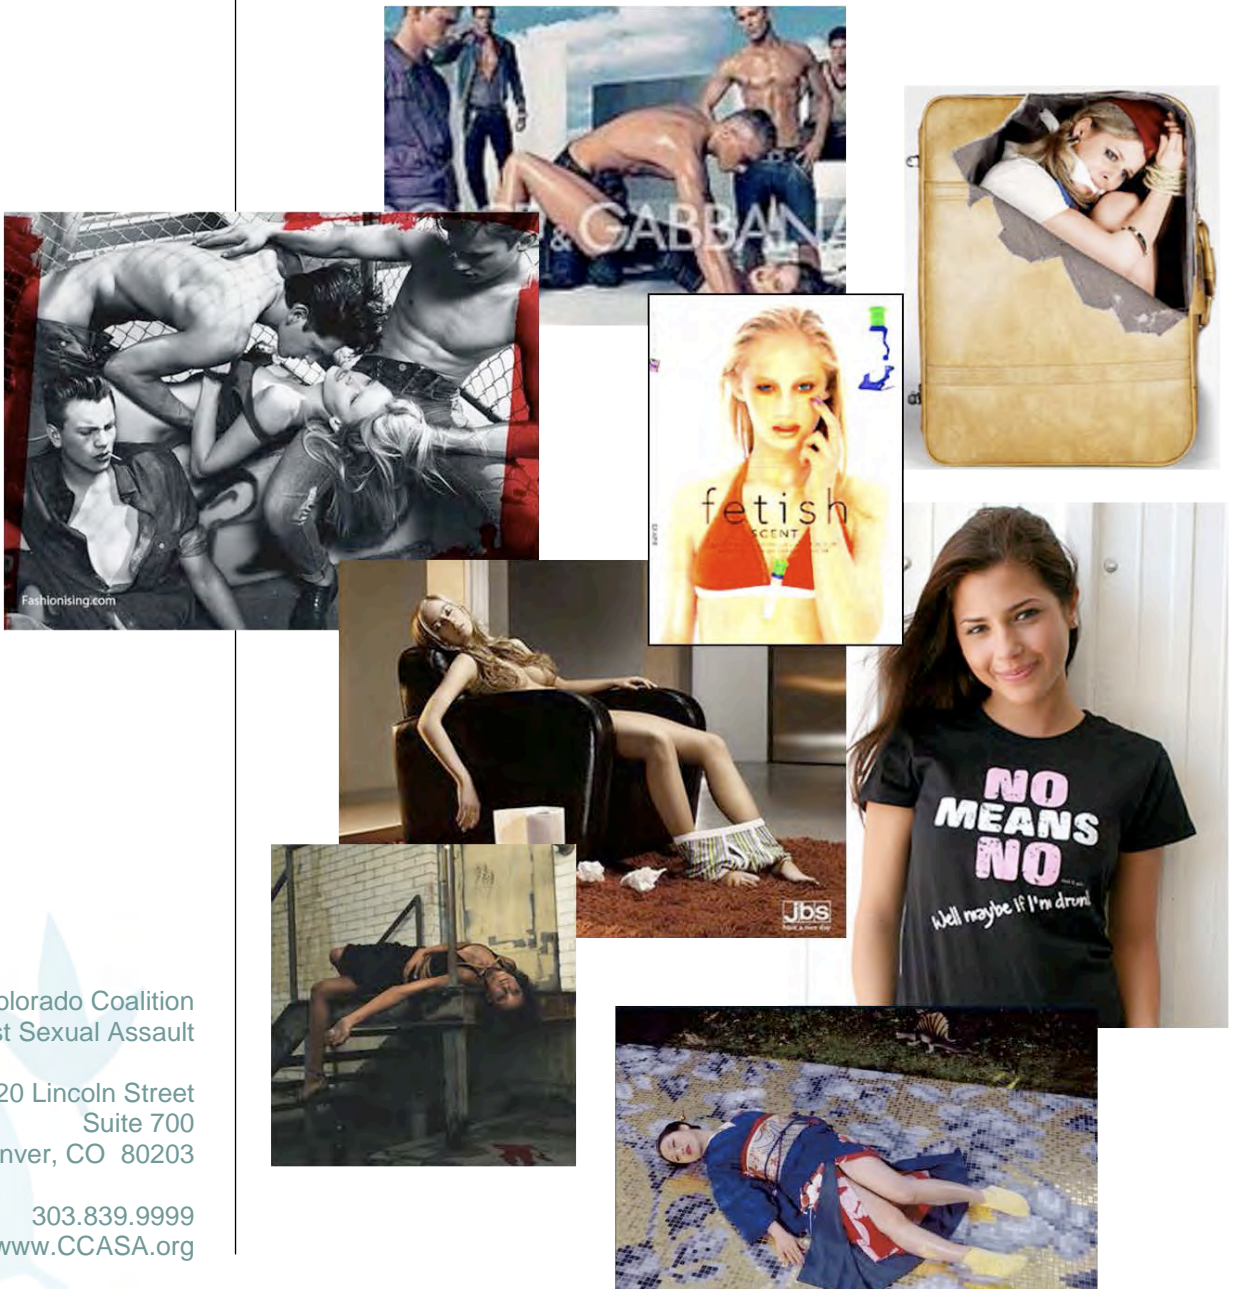 & GABBANA
Fashionising.com
fetish
SCENT
NO
MEANS
NO
Well maybe if I'm drunk
jbs
olorado Coalition
st Sexual Assault
20 Lincoln Street
Suite 700
nver, CO 80203
303.839.9999
www.CCASA.org